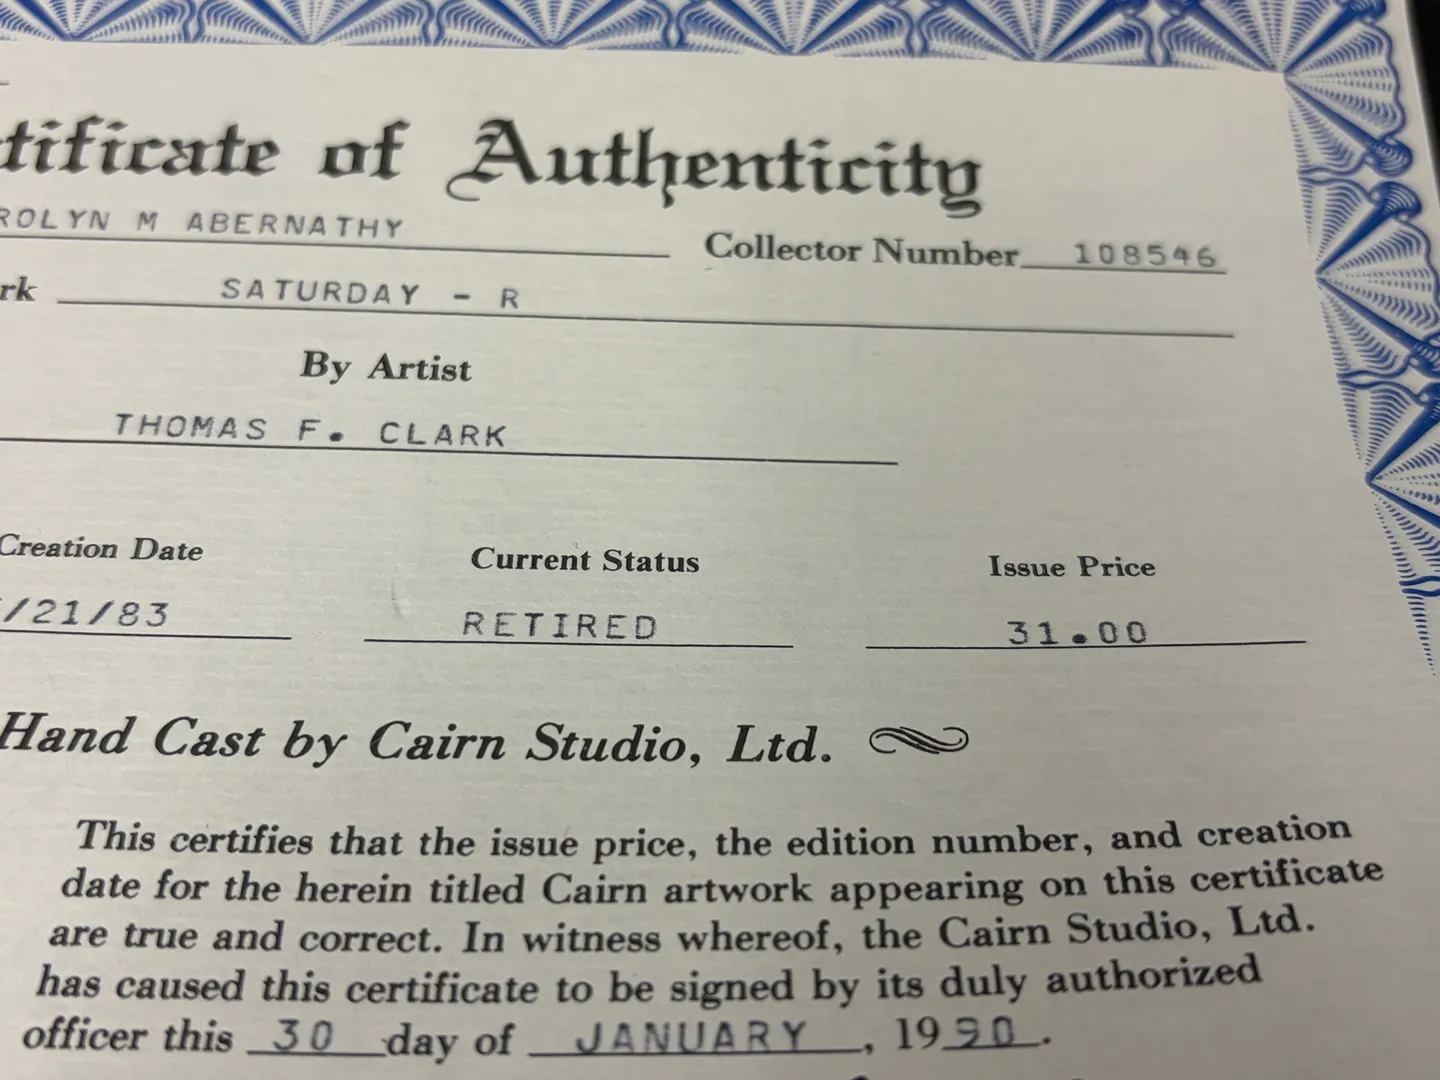 tificate of Authenticity
ROLYN M ABERNATHY Collector Number 108546
rk SATURDAY - R
By Artist
THOMAS F. CLARK
Creation Date Current Status Issue Price
/21/83 RETIRED 31.00
Hand Cast by Cairn Studio, Ltd.
This certifies that the issue price, the edition number, and creation
date for the herein titled Cairn artwork appearing on this certificate
are true and correct. In witness whereof, the Cairn Studio, Ltd.
has caused this certificate to be signed by its duly authorized
officer this 30 day of JANUARY, 1990.